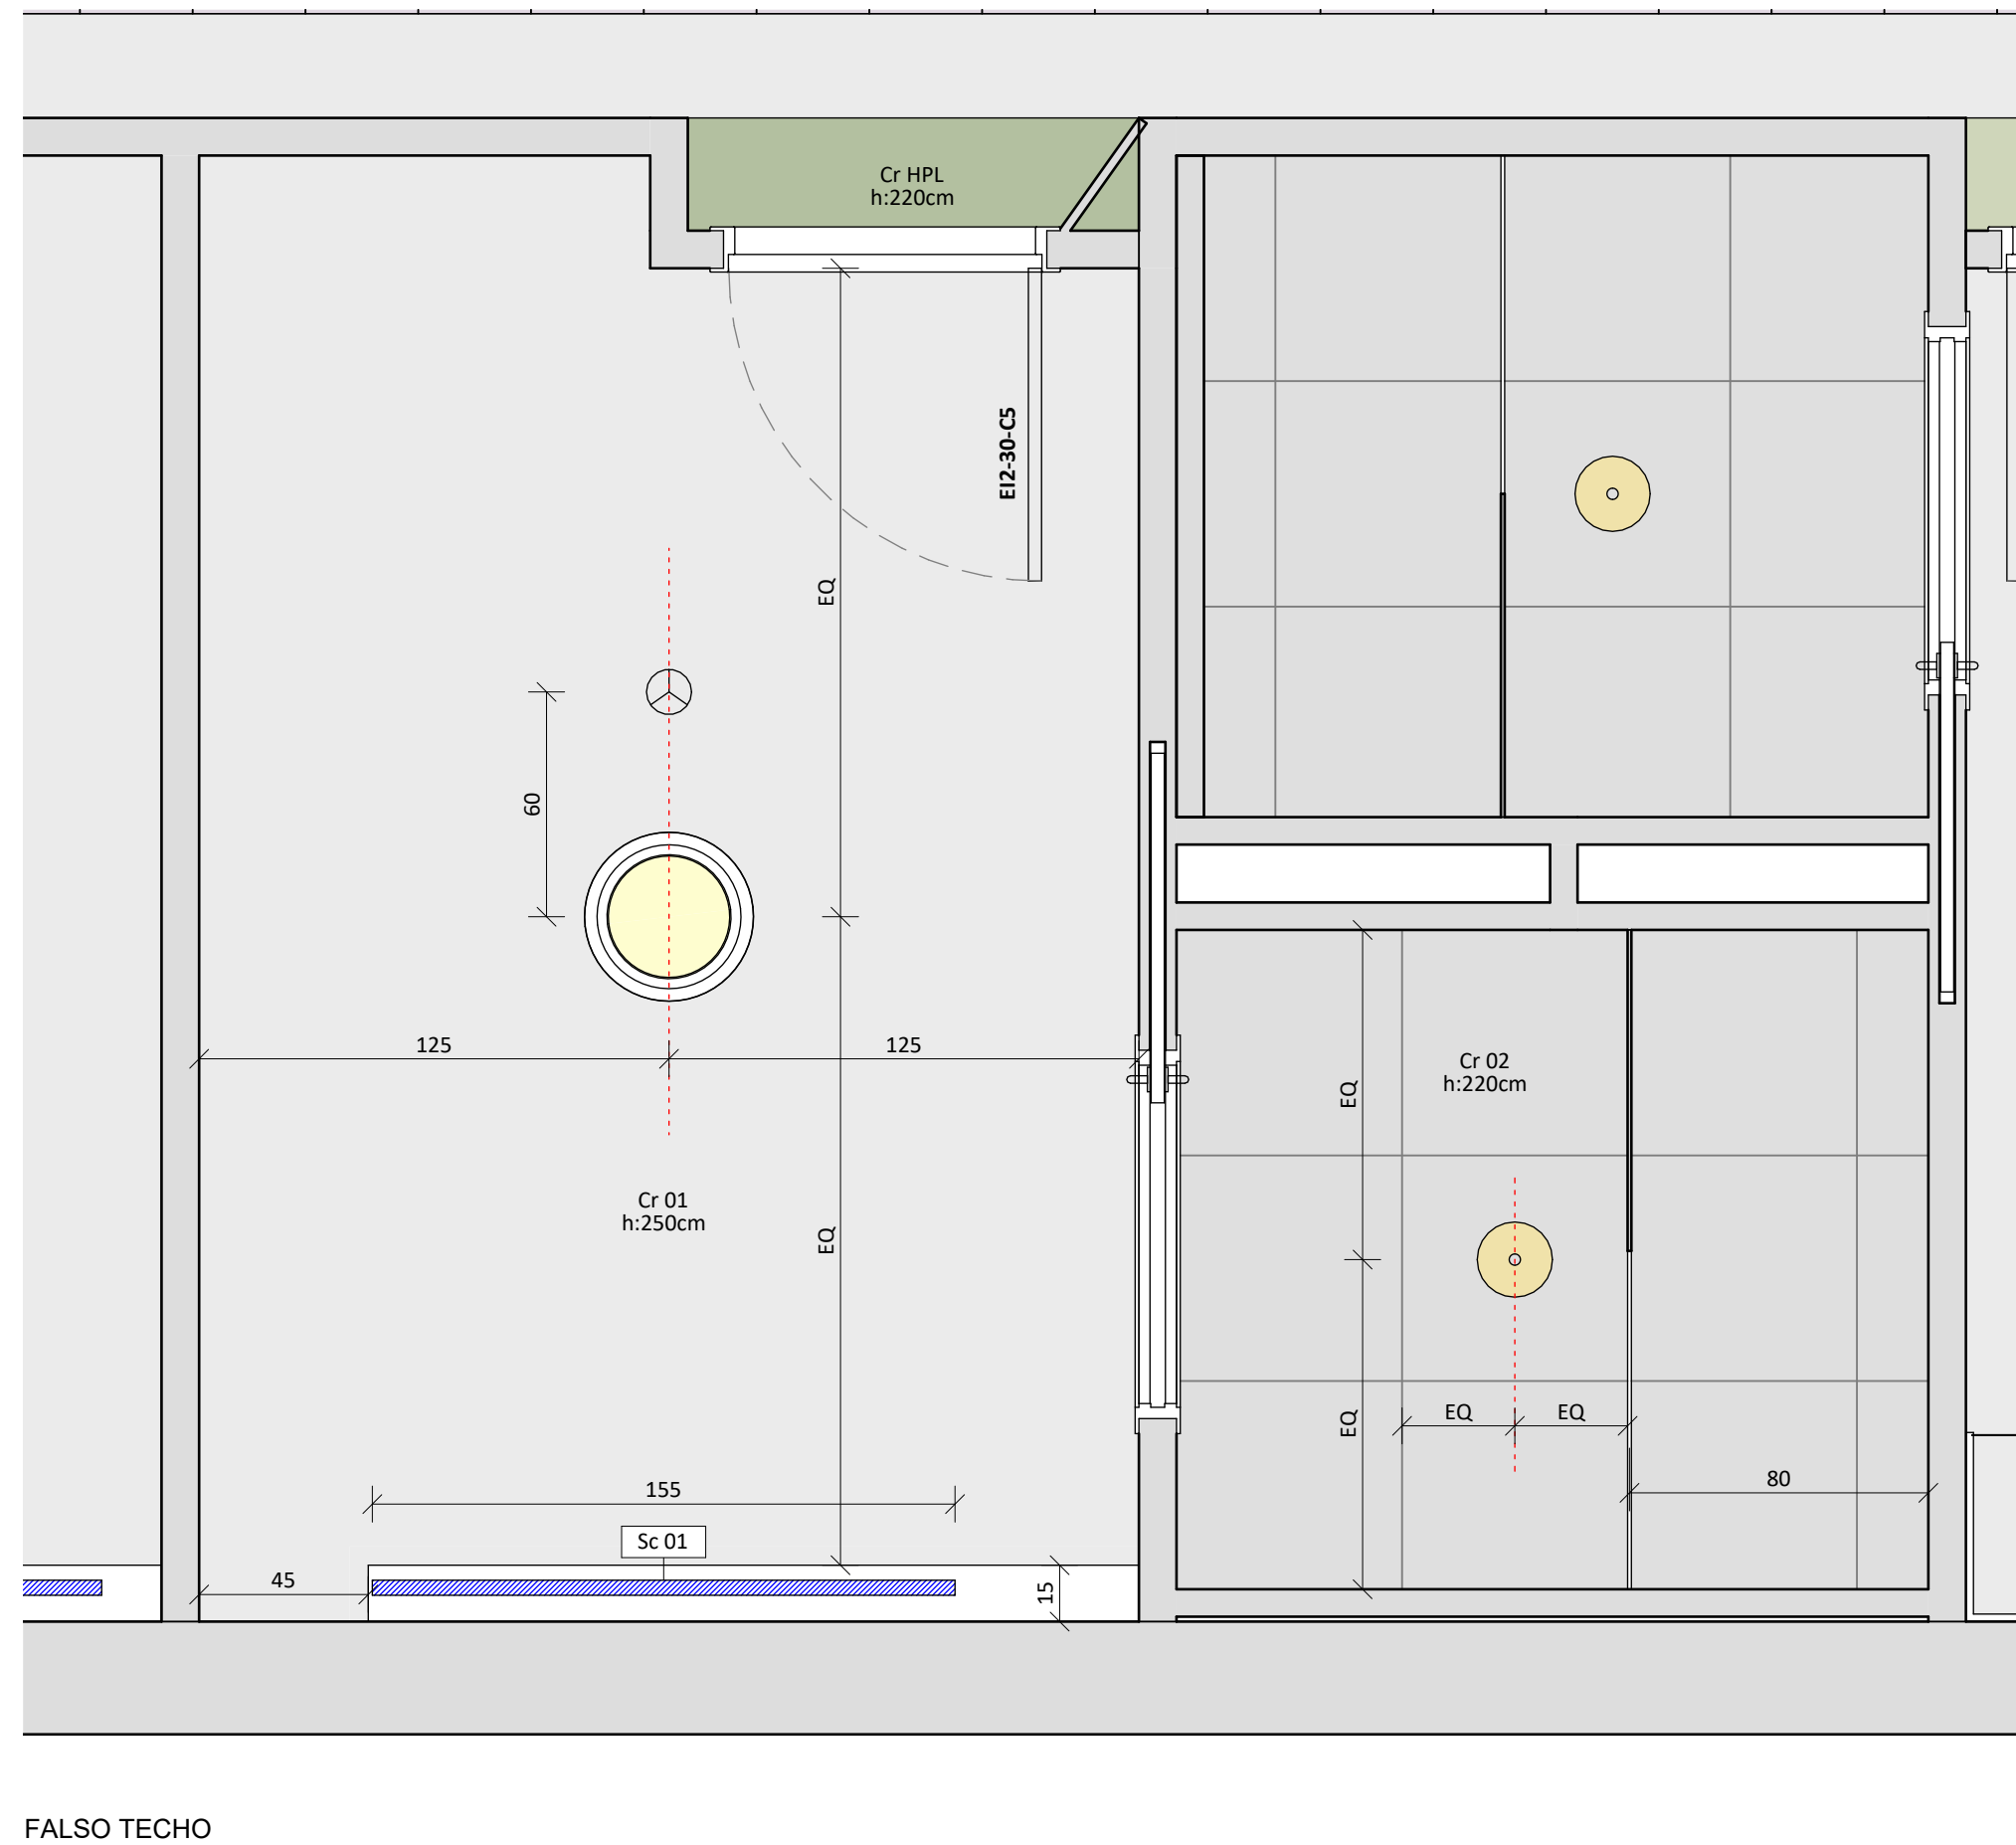 Cr HPL
h:220cm
EI2-30-C5
EQ
60
125
125
Cr 02
h:220cm
EQ
Cr 01
h:250cm
EQ
EQ
EQ
EQ
155
80
Sc 01
45
15
FALSO TECHO